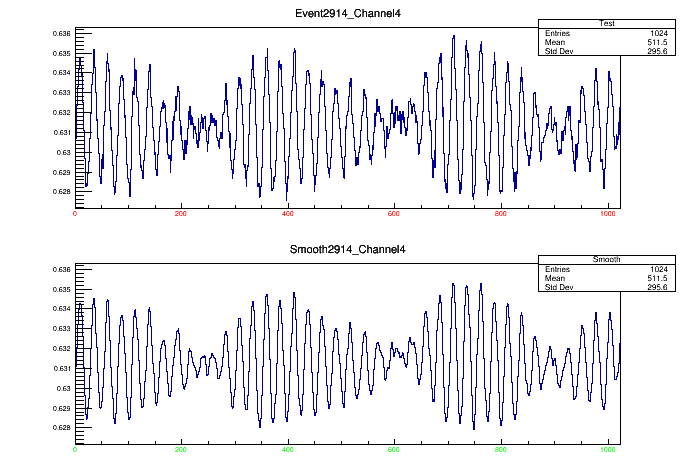 Event2914_Channel4
Test
Entries 1024
Mean 511.5
Std Dev 295.6
0.636
0.635
0.634
0.633
0.632
0.631
0.63
0.629
0.628
0 200 400 600 800 1000
Smooth2914_Channel4
Smooth
Entries 1024
Mean 511.5
Std Dev 295.6
0.636
0.635
0.634
0.633
0.632
0.631
0.63
0.629
0.628
0 200 400 600 800 1000